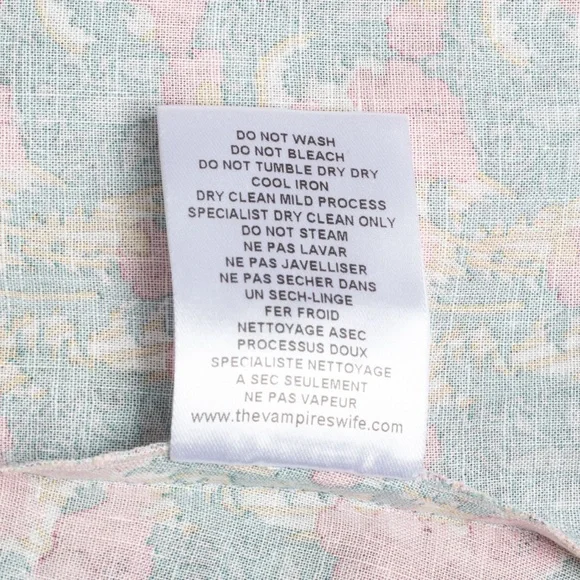 DO NOT WASH
DO NOT BLEACH
DO NOT TUMBLE DRY DRY
COOL IRON
DRY CLEAN MILD PROCESS
SPECIALIST DRY CLEAN ONLY
DO NOT STEAM
NE PAS LAVAR
NE PAS JAVELLISER
NE PAS SECHER DANS
UN SECH-LINGE
FER FROID
NETTOYAGE ASEC
PROCESSUS DOUX
SPECIALISTE NETTOYAGE
A SEC SEULEMENT
NE PAS VAPEUR
www.thevampireswife.com